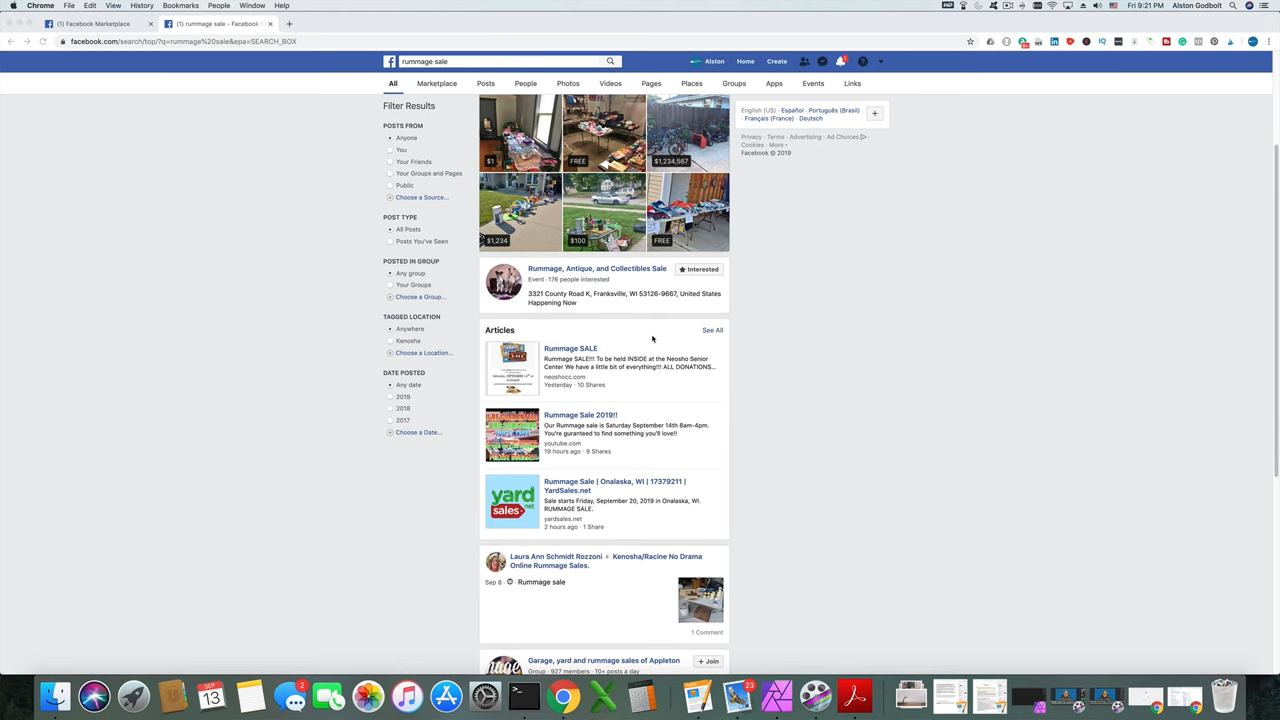 Chrome File Edit View History Bookmarks People Window Help
Fri 9:21 PM Alston Godbolt
(1) Facebook Marketplace
(1) rummage sale - Facebook
facebook.com/search/top/?q=rummage%20sale&epa=SEARCH_BOX
rummage sale
Alston Home Create
All Marketplace Posts People Photos Videos Pages Places Groups Apps Events Links
Filter Results
POSTS FROM
Anyone
You
Your Friends
Your Groups and Pages
Public
Choose a Source...
POST TYPE
All Posts
Posts You've Seen
POSTED IN GROUP
Any group
Your Groups
Choose a Group...
TAGGED LOCATION
Anywhere
Kenosha
Choose a Location...
DATE POSTED
Any date
2019
2018
2017
Choose a Date...
$1 FREE $1,234,567
$1,234 $100 FREE
Rummage, Antique, and Collectibles Sale
Interested
Event · 176 people interested
3321 County Road K, Franksville, WI 53126-9667, United States
Happening Now
Articles
See All
Rummage SALE
Rummage SALE!!! To be held INSIDE at the Neosho Senior
Center We have a little bit of everything!!! ALL DONATIONS...
neoshocc.com
Yesterday · 10 Shares
Rummage Sale 2019!!
Our Rummage sale is Saturday September 14th 8am-4pm.
You're guranteed to find something you'll love!!
youtube.com
19 hours ago · 9 Shares
yard
sales
.net
Rummage Sale | Onalaska, WI | 17379211 |
YardSales.net
Sale starts Friday, September 20, 2019 in Onalaska, WI.
RUMMAGE SALE.
yardsales.net
2 hours ago · 1 Share
Laura Ann Schmidt Rozzoni ▸ Kenosha/Racine No Drama
Online Rummage Sales.
Sep 8 · Rummage sale
1 Comment
Garage, yard and rummage sales of Appleton
+ Join
Group · 927 members · 10+ posts a day
English (US) · Español · Português (Brasil)
· Français (France) · Deutsch
Privacy · Terms · Advertising · Ad Choices
Cookies · More
Facebook © 2019
SEP
13
2
23